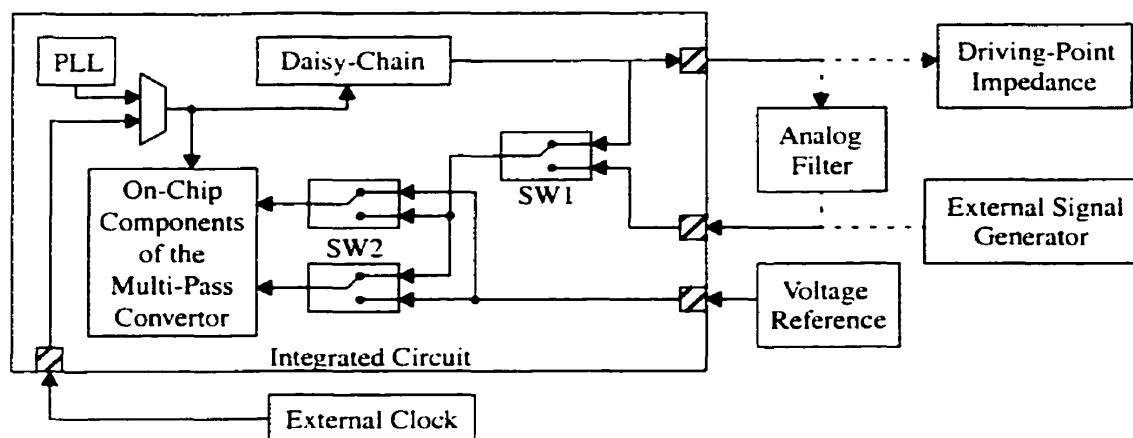 PLL
Daisy-Chain
Driving-Point
Impedance
Analog
Filter
SW1
On-Chip
Components
of the
Multi-Pass
Convertor
SW2
External Signal
Generator
Voltage
Reference
Integrated Circuit
External Clock